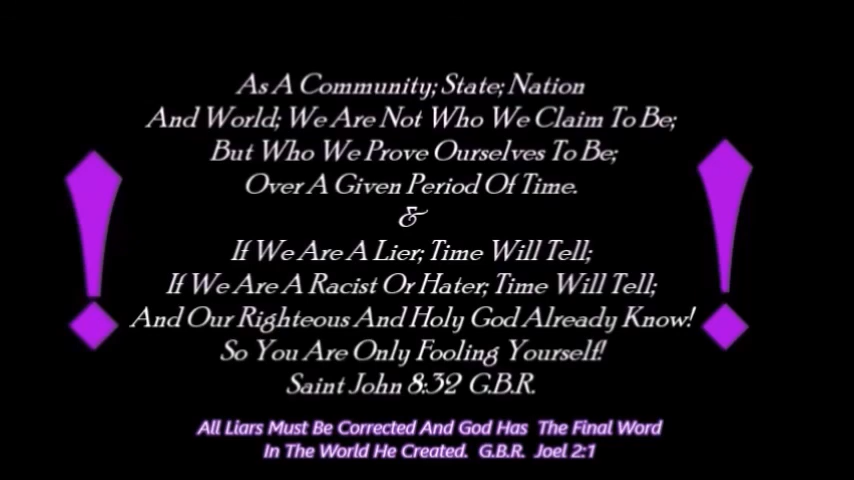 As A Community; State; Nation
And World; We Are Not Who We Claim To Be;
But Who We Prove Ourselves To Be;
Over A Given Period Of Time.
&
If We Are A Lier; Time Will Tell;
If We Are A Racist Or Hater; Time Will Tell;
And Our Righteous And Holy God Already Know!
So You Are Only Fooling Yourself!
Saint John 8:32 G.B.R.
All Liars Must Be Corrected And God Has The Final Word
In The World He Created. G.B.R. Joel 2:1